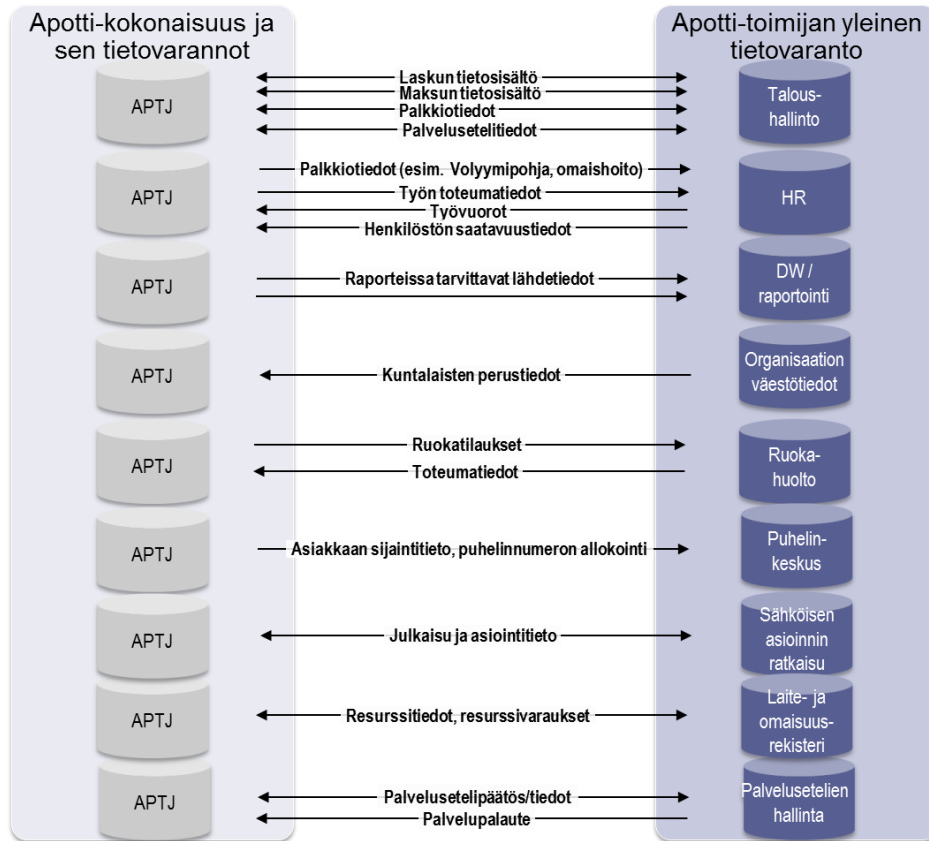 Apotti-kokonaisuus ja
sen tietovarannot
Apotti-toimijan yleinen
tietovaranto
APTJ
Laskun tietosisältö
Maksun tietosisältö
Palkkiotiedot
Palvelusetelitiedot
Talous-
hallinto
APTJ
Palkkiotiedot (esim. Volyymipohja, omaishoito)
Työn toteumatiedot
Työvuorot
Henkilöstön saatavuustiedot
HR
APTJ
Raporteissa tarvittavat lähdetiedot
DW /
raportointi
APTJ
Kuntalaisten perustiedot
Organisaation
väestötiedot
APTJ
Ruokatilaukset
Toteumatiedot
Ruoka-
huolto
APTJ
Asiakkaan sijaintitieto, puhelinnumeron allokointi
Puhelin-
keskus
APTJ
Julkaisu ja asiointitieto
Sähköisen
asioinnin
ratkaisu
APTJ
Resurssitiedot, resurssivaraukset
Laite- ja
omaisuus-
rekisteri
APTJ
Palvelusetelipäätös/tiedot
Palvelupalaute
Palvelusetelien
hallinta